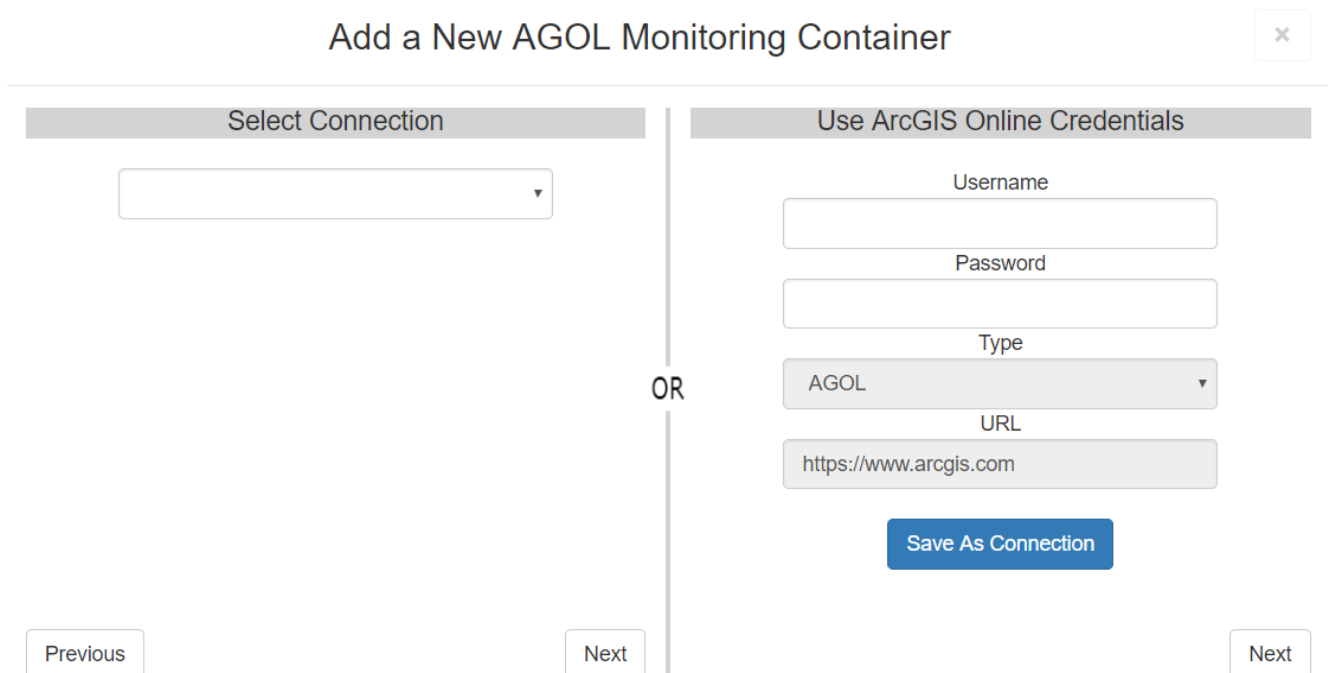 Add a New AGOL Monitoring Container
×
Select Connection
OR
Use ArcGIS Online Credentials
Username
Password
Type
AGOL
URL
https://www.arcgis.com
Save As Connection
Previous
Next
Next